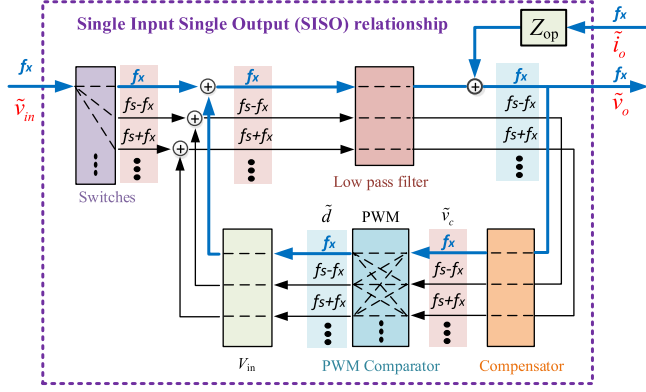 Single Input Single Output (SISO) relationship
Zop
fx
ĩo
fx
ṽin
fx
fs-fx
fs+fx
Switches
fx
fs-fx
fs+fx
Low pass filter
fx
fs-fx
fs+fx
fx
ṽo
d̃
PWM
ṽc
fx
fs-fx
fs+fx
fx
fs-fx
fs+fx
Vin
PWM Comparator
Compensator